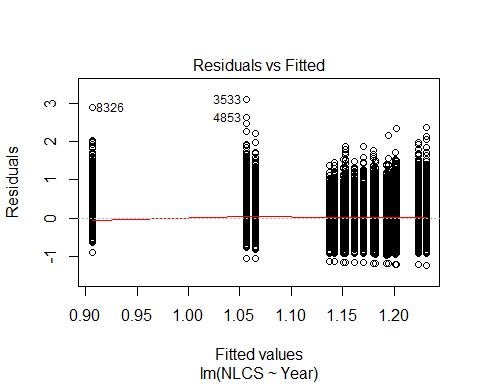 Residuals vs Fitted
Residuals
3
2
1
0
-1
8326
3533
4853
0.90 0.95 1.00 1.05 1.10 1.15 1.20
Fitted values
lm(NLCS ~ Year)